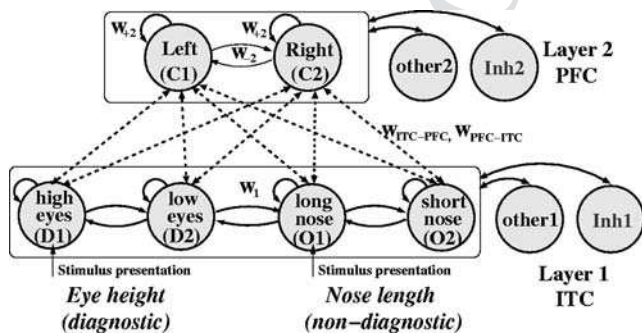 W+2
W+2
Left
(C1)
W-2
Right
(C2)
other2
Inh2
Layer 2
PFC
WITC-PFC, WPFC-ITC
high
eyes
(D1)
low
eyes
(D2)
W1
long
nose
(O1)
short
nose
(O2)
other1
Inh1
Stimulus presentation
Stimulus presentation
Layer 1
ITC
Eye height
(diagnostic)
Nose length
(non-diagnostic)